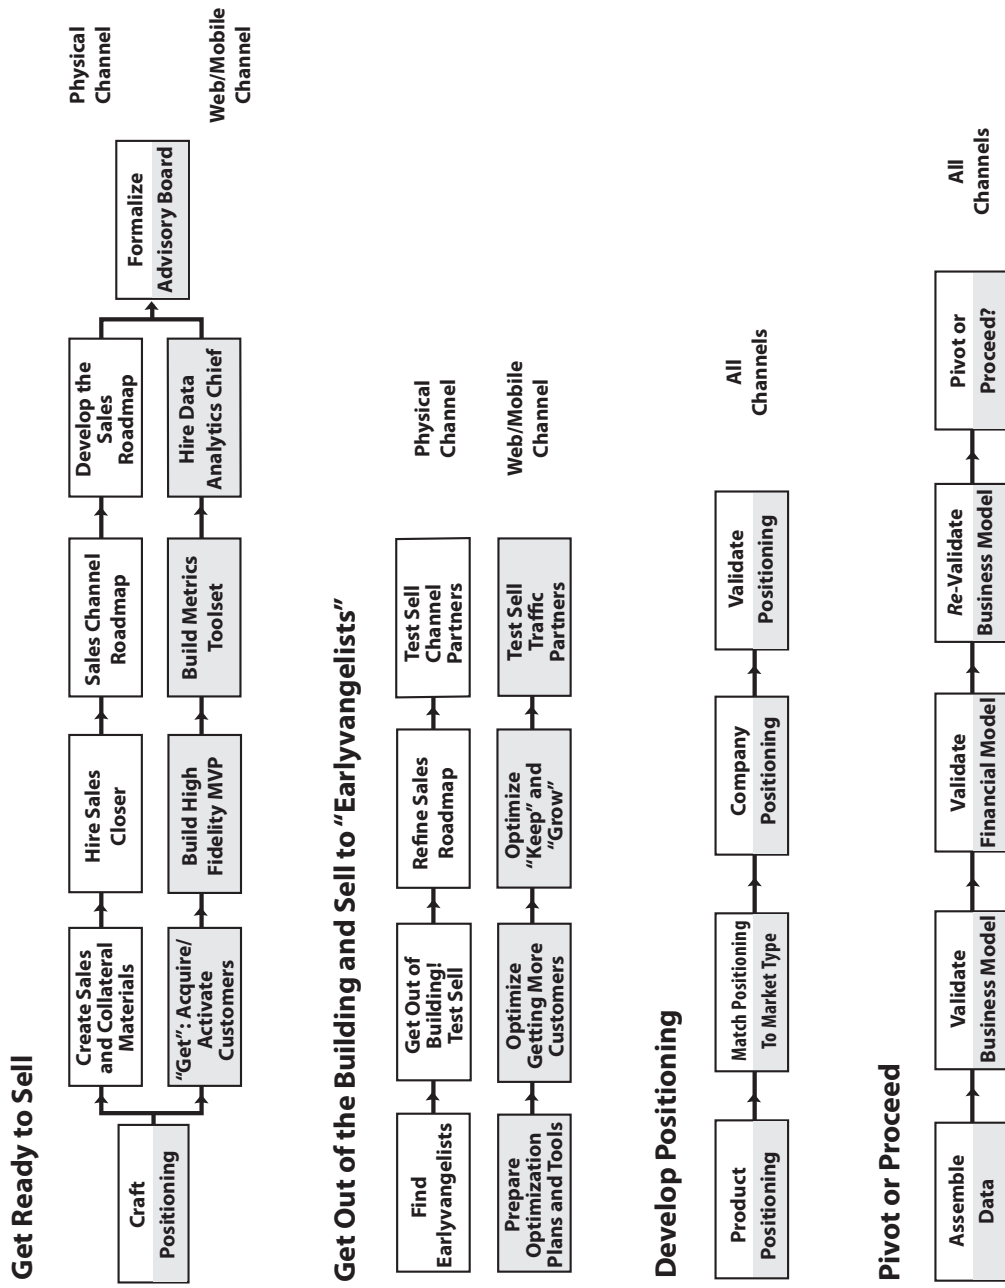 Get Ready to Sell
Craft
Positioning
Create Sales
and Collateral
Materials
Hire Sales
Closer
Sales Channel
Roadmap
Develop the
Sales
Roadmap
Physical
Channel
"Get": Acquire/
Activate
Customers
Build High
Fidelity MVP
Build Metrics
Toolset
Hire Data
Analytics Chief
Formalize
Advisory Board
Web/Mobile
Channel
Get Out of the Building and Sell to "Earlyvangelists"
Find
Earlyvangelists
Get Out of
Building!
Test Sell
Refine Sales
Roadmap
Test Sell
Channel
Partners
Physical
Channel
Prepare
Optimization
Plans and Tools
Optimize
Getting More
Customers
Optimize
"Keep" and
"Grow"
Test Sell
Traffic
Partners
Web/Mobile
Channel
Develop Positioning
Product
Positioning
Match Positioning
To Market Type
Company
Positioning
Validate
Positioning
All
Channels
Pivot or Proceed
Assemble
Data
Validate
Business Model
Validate
Financial Model
Re-Validate
Business Model
Pivot or
Proceed?
All
Channels